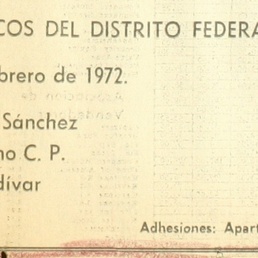 COS DEL DISTRITO FEDERA
brero de 1972.
Sánchez
no C. P.
dívar
Adhesiones: Apart